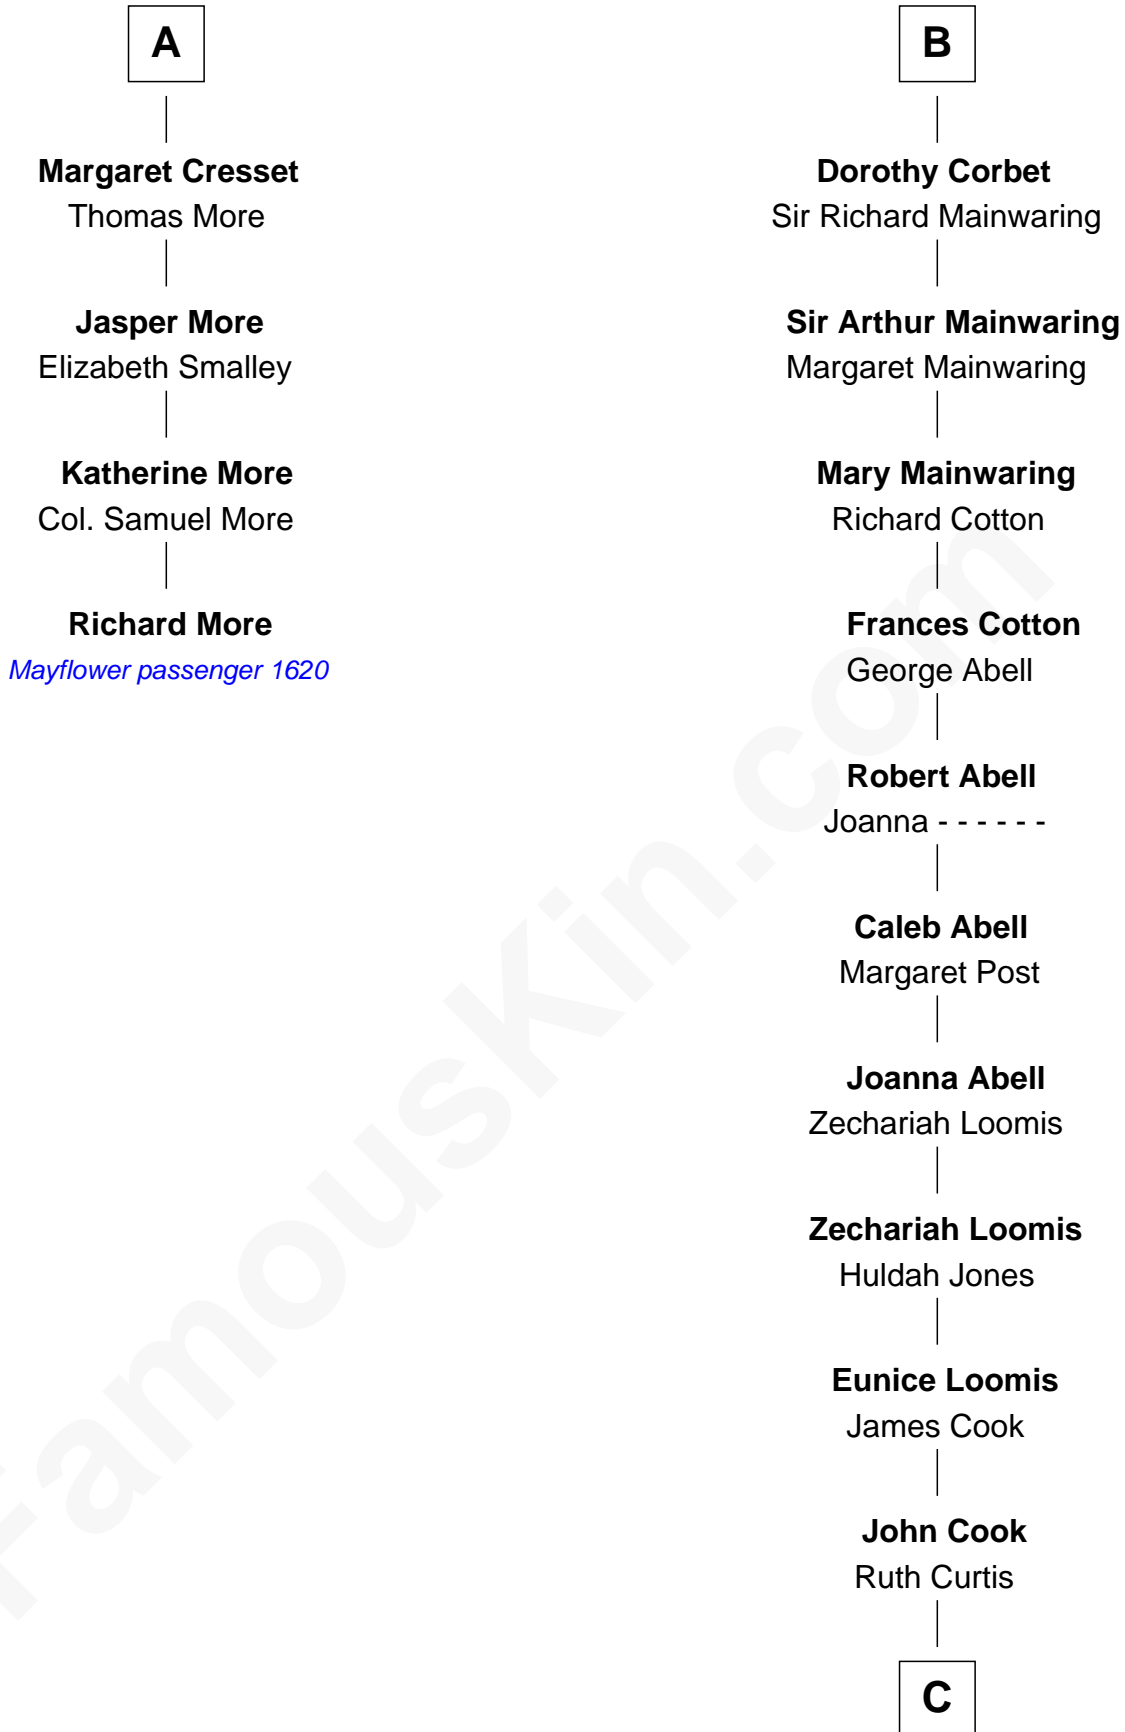 A
Margaret Cresset
Thomas More
Jasper More
Elizabeth Smalley
Katherine More
Col. Samuel More
Richard More
Mayflower passenger 1620
B
Dorothy Corbet
Sir Richard Mainwaring
Sir Arthur Mainwaring
Margaret Mainwaring
Mary Mainwaring
Richard Cotton
Frances Cotton
George Abell
Robert Abell
Joanna - - - - - -
Caleb Abell
Margaret Post
Joanna Abell
Zechariah Loomis
Zechariah Loomis
Huldah Jones
Eunice Loomis
James Cook
John Cook
Ruth Curtis
C
FamousKin.com